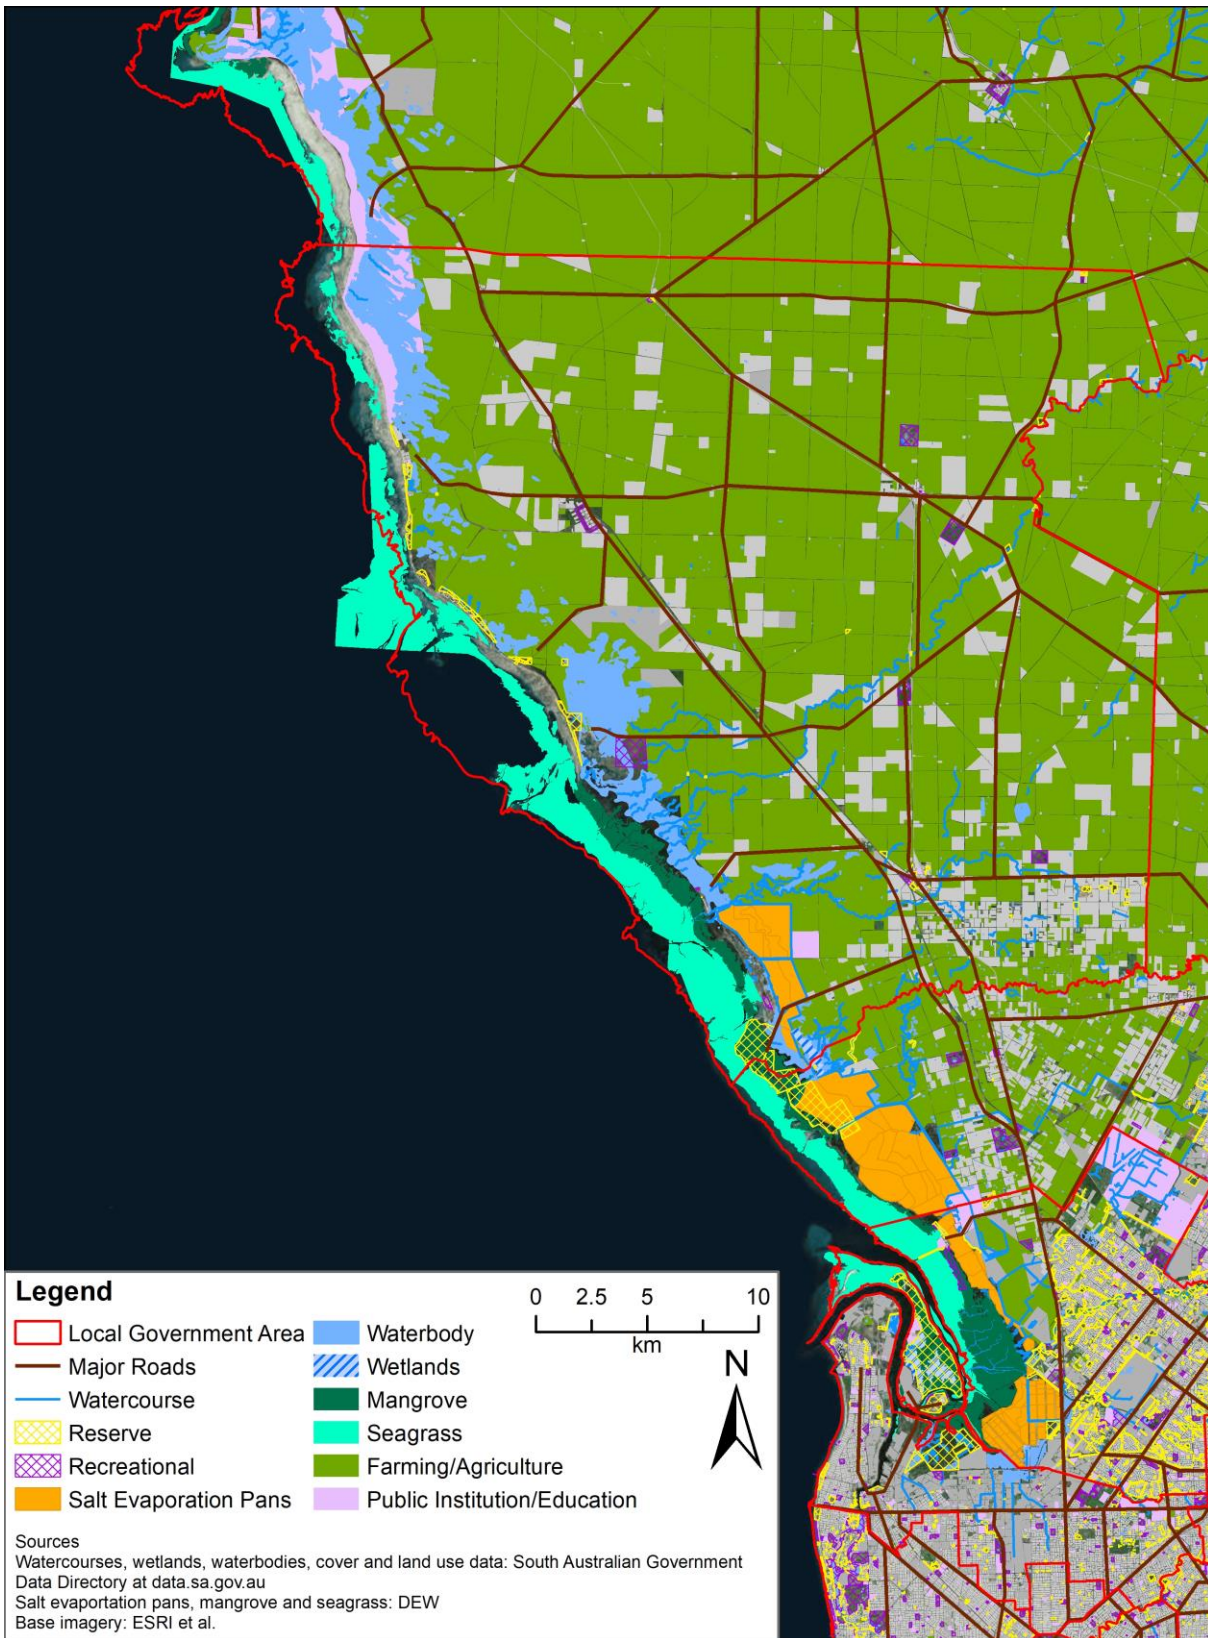 Legend
Local Government Area
Major Roads
Watercourse
Reserve
Recreational
Salt Evaporation Pans
Waterbody
Wetlands
Mangrove
Seagrass
Farming/Agriculture
Public Institution/Education
0 2.5 5 10
km
N
Sources
Watercourses, wetlands, waterbodies, cover and land use data: South Australian Government
Data Directory at data.sa.gov.au
Salt evaportation pans, mangrove and seagrass: DEW
Base imagery: ESRI et al.